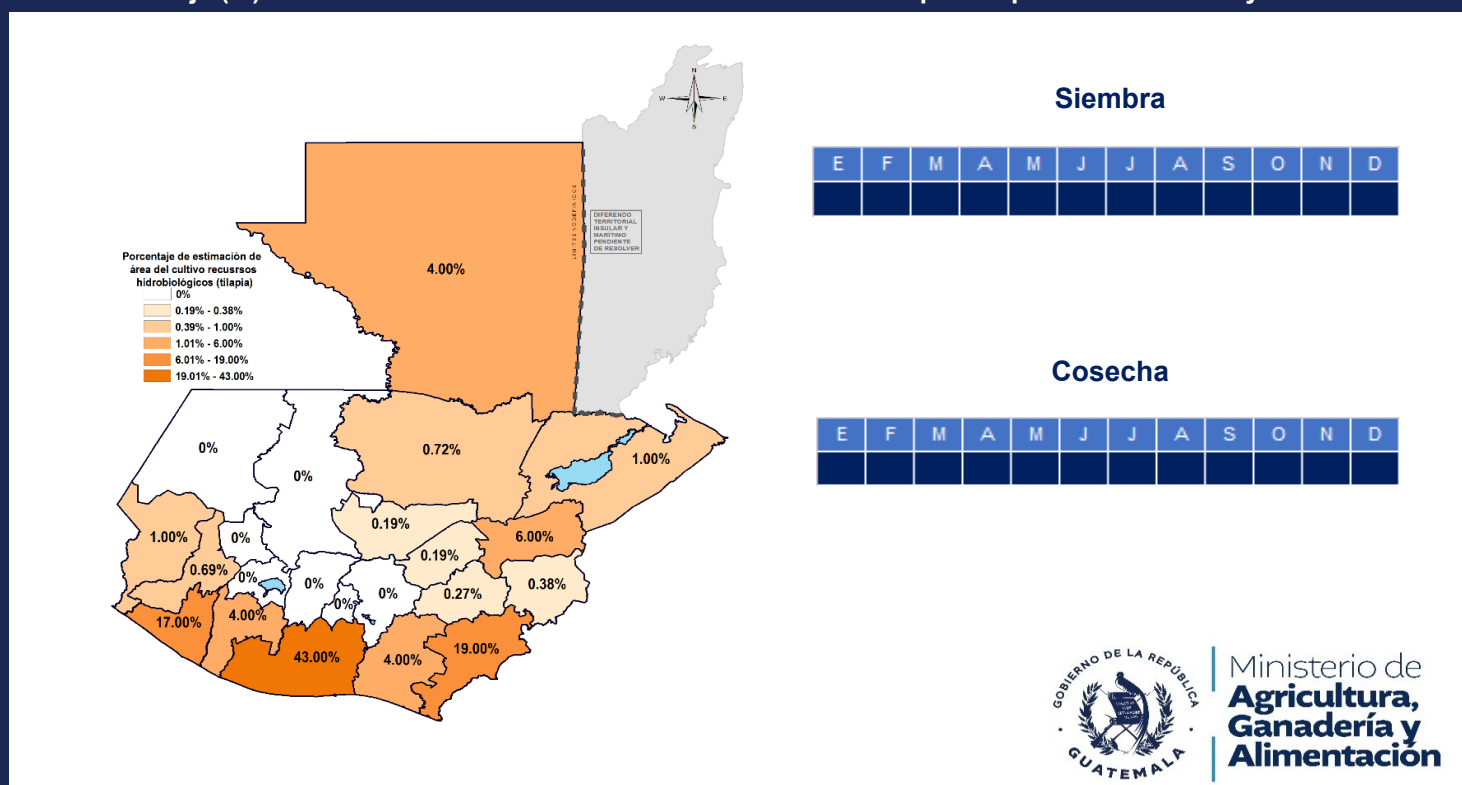 N
W E
S
Siembra
E F M A M J J A S O N D
LIMITES NO DEFINIDOS
DIFERENDO
TERRITORIAL
INSULAR Y
MARÍTIMO
PENDIENTE
DE RESOLVER
Porcentaje de estimación de
área del cultivo recusrsos
hidrobiológicos (tilapia)
0%
0.19% - 0.38%
0.39% - 1.00%
1.01% - 6.00%
6.01% - 19.00%
19.01% - 43.00%
4.00%
Cosecha
E F M A M J J A S O N D
0%
0.72%
1.00%
0%
0.19%
1.00%
0%
6.00%
0.19%
0.69%
0%
0%
0%
0.27%
0.38%
0%
17.00%
4.00%
43.00%
4.00%
19.00%
GOBIERNO DE LA REPÚBLICA
GUATEMALA
Ministerio de
Agricultura,
Ganadería y
Alimentación